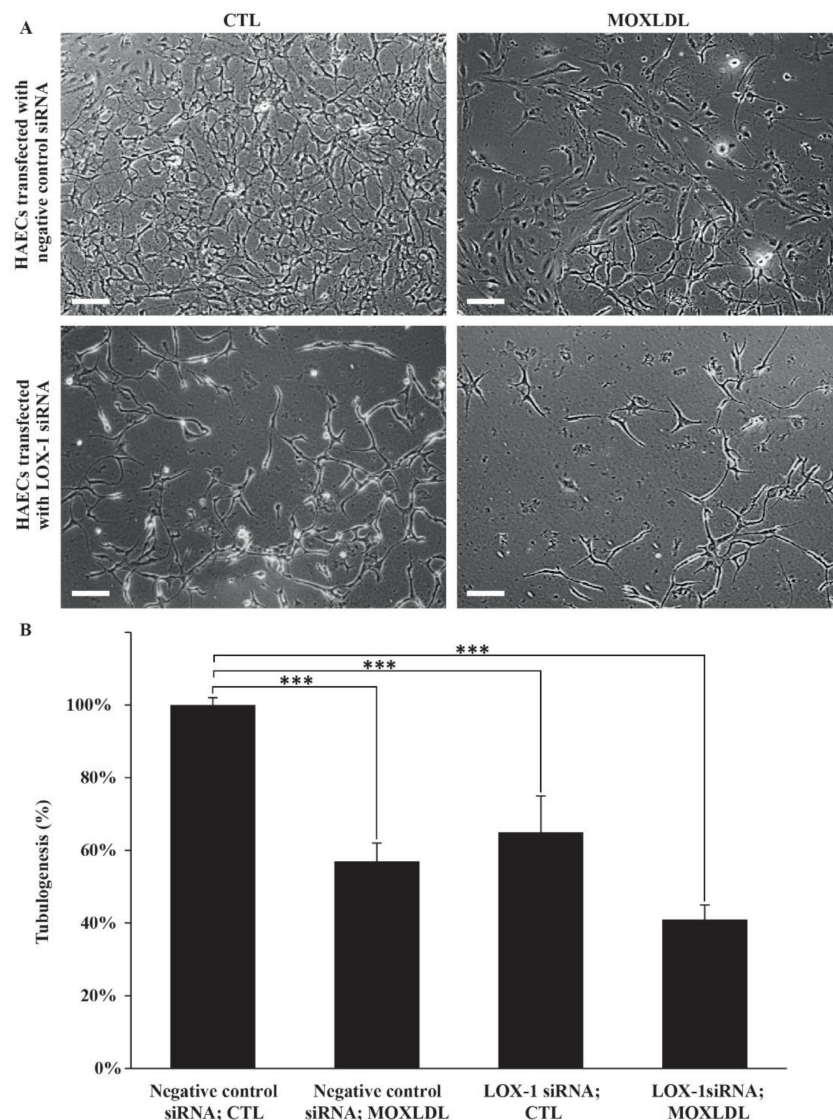 A
CTL
MOXLDL
HAECs transfected with
negative control siRNA
HAECs transfected
with LOX-1 siRNA
B
Tubulogenesis (%)
100%
80%
60%
40%
20%
0%
***
***
***
Negative control
siRNA; CTL
Negative control
siRNA; MOXLDL
LOX-1 siRNA;
CTL
LOX-1siRNA;
MOXLDL